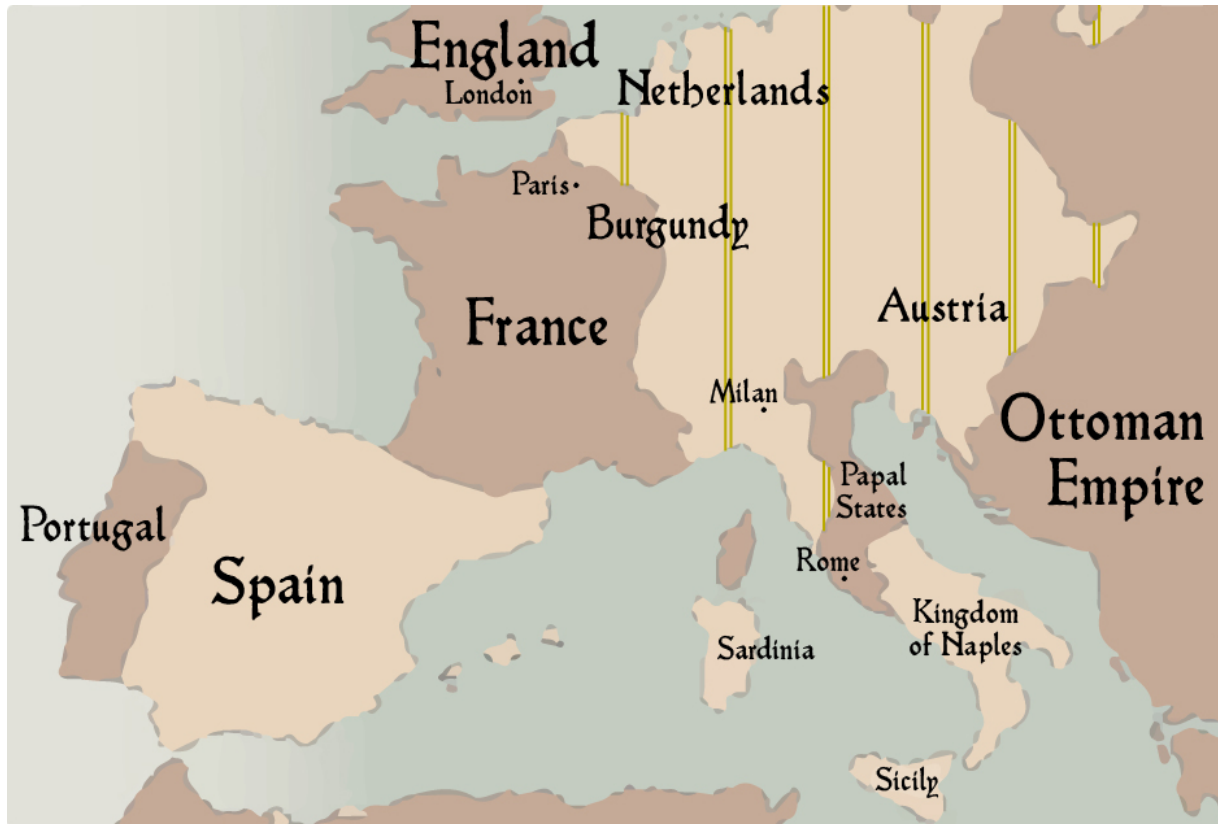 England
London
Netherlands
Paris
Burgundy
Austria
France
Milan
Ottoman
Empire
Papal
States
Portugal
Rome
Spain
Kingdom
of Naples
Sardinia
Sicily